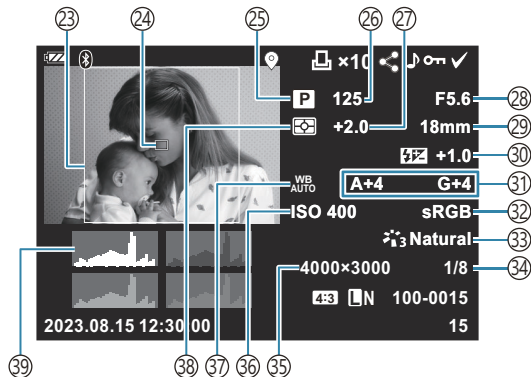 23 24 25 26 27
×10
P 125 F5.6
28
+2.0 18mm
29
+1.0
30
WB AUTO A+4 G+4
31
ISO 400 sRGB
32
3 Natural
33
4000×3000 1/8
34
4:3 L N 100-0015
2023.08.15 12:30:00 15
39 38 37 36 35